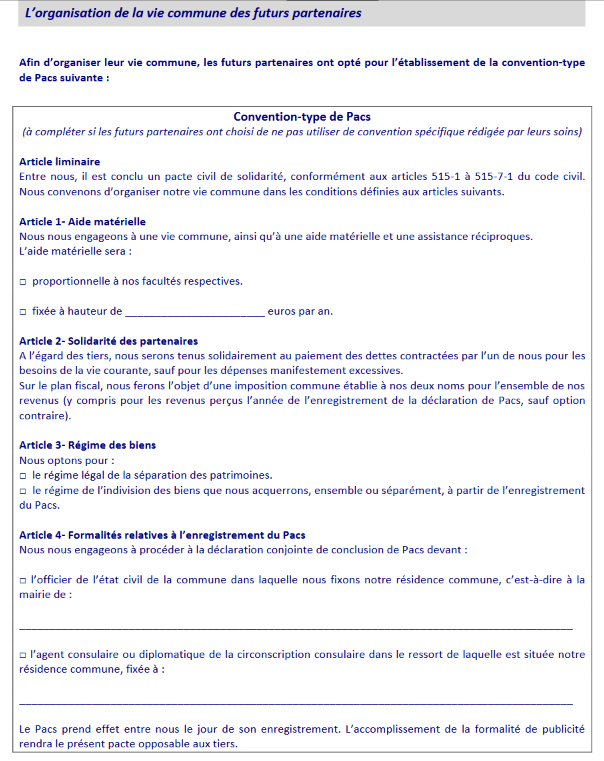 L’organisation de la vie commune des futurs partenaires
Afin d’organiser leur vie commune, les futurs partenaires ont opté pour l’établissement de la convention-type
de Pacs suivante :
Convention-type de Pacs
(à compléter si les futurs partenaires ont choisi de ne pas utiliser de convention spécifique rédigée par leurs soins)
Article liminaire
Entre nous, il est conclu un pacte civil de solidarité, conformément aux articles 515-1 à 515-7-1 du code civil.
Nous convenons d’organiser notre vie commune dans les conditions définies aux articles suivants.
Article 1- Aide matérielle
Nous nous engageons à une vie commune, ainsi qu’à une aide matérielle et une assistance réciproques.
L’aide matérielle sera :
□ proportionnelle à nos facultés respectives.
□ fixée à hauteur de _______________________ euros par an.
Article 2- Solidarité des partenaires
A l’égard des tiers, nous serons tenus solidairement au paiement des dettes contractées par l’un de nous pour les
besoins de la vie courante, sauf pour les dépenses manifestement excessives.
Sur le plan fiscal, nous ferons l’objet d’une imposition commune établie à nos deux noms pour l’ensemble de nos
revenus (y compris pour les revenus perçus l’année de l’enregistrement de la déclaration de Pacs, sauf option
contraire).
Article 3- Régime des biens
Nous optons pour :
□ le régime légal de la séparation des patrimoines.
□ le régime de l’indivision des biens que nous acquerrons, ensemble ou séparément, à partir de l’enregistrement
du Pacs.
Article 4- Formalités relatives à l’enregistrement du Pacs
Nous nous engageons à procéder à la déclaration conjointe de conclusion de Pacs devant :
□ l’officier de l’état civil de la commune dans laquelle nous fixons notre résidence commune, c’est-à-dire à la
mairie de :
□ l’agent consulaire ou diplomatique de la circonscription consulaire dans le ressort de laquelle est située notre
résidence commune, fixée à :
Le Pacs prend effet entre nous le jour de son enregistrement. L’accomplissement de la formalité de publicité
rendra le présent pacte opposable aux tiers.